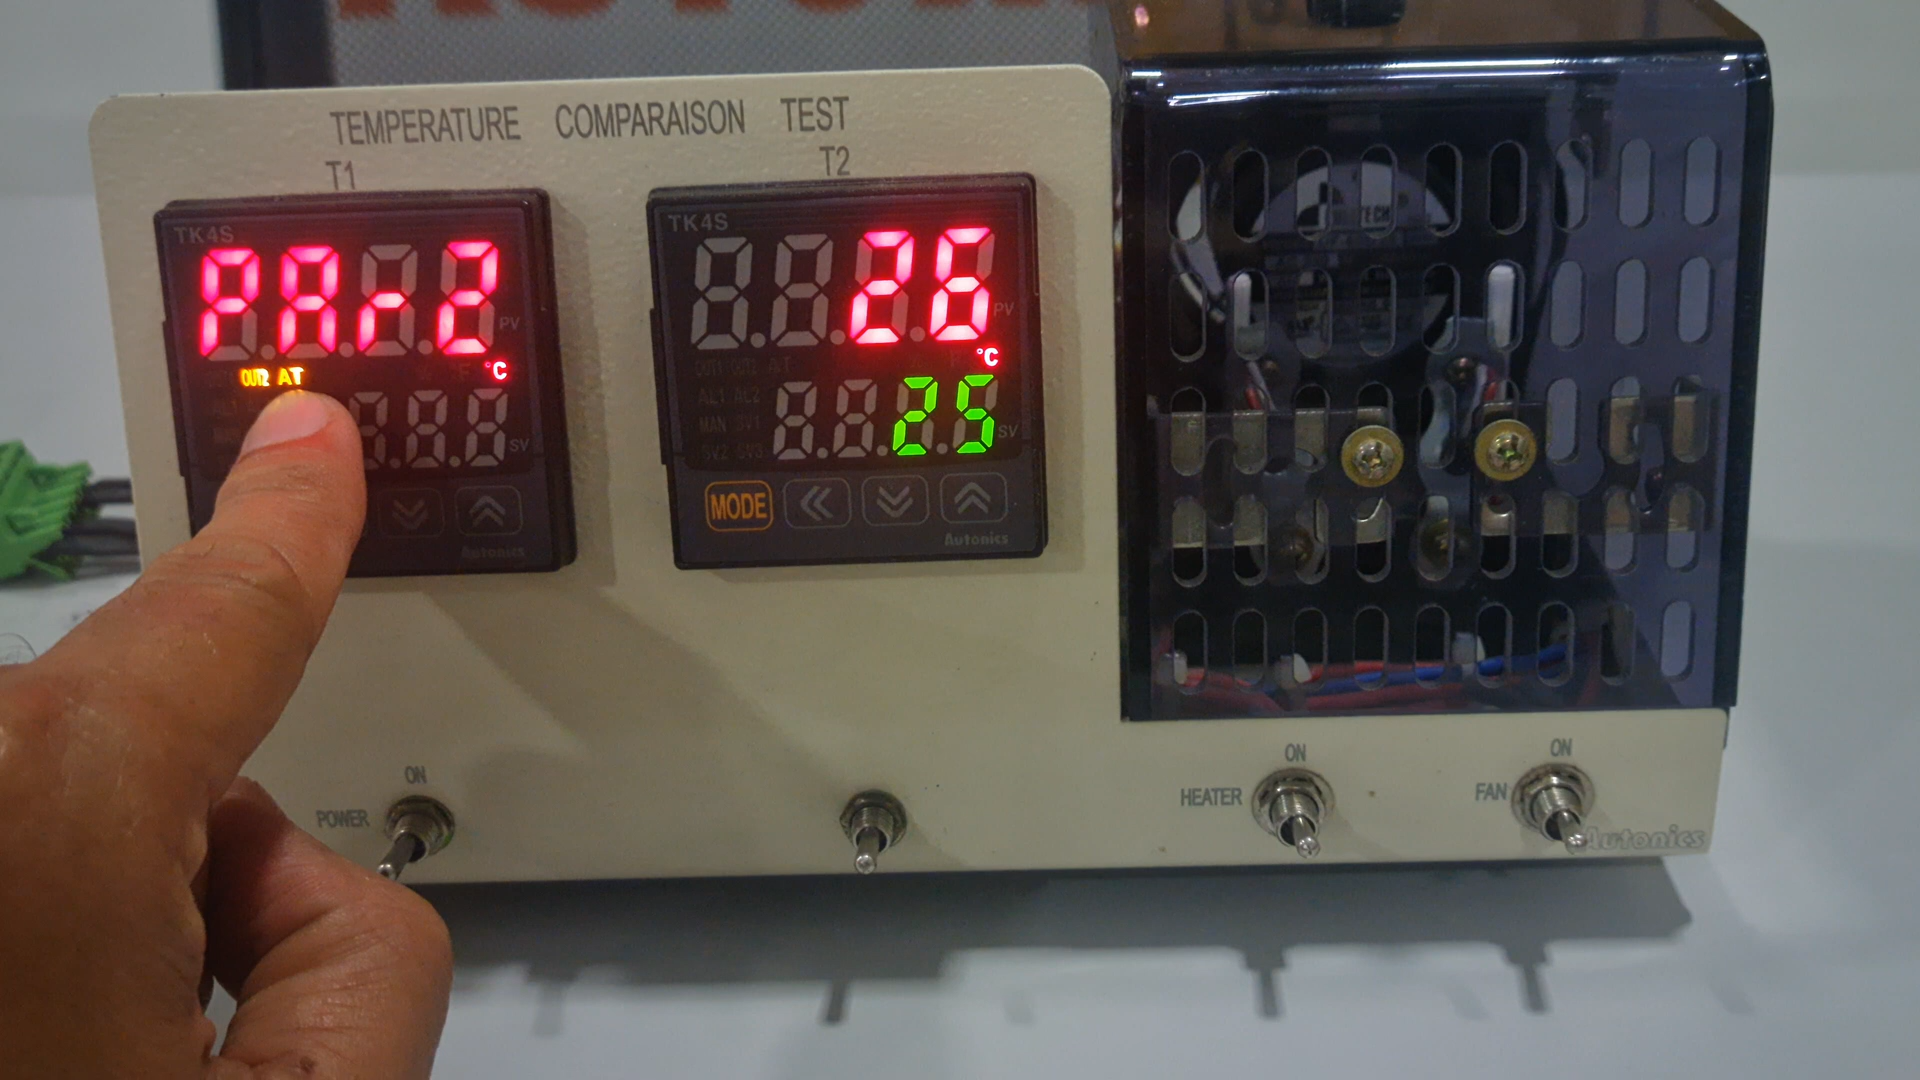 TEMPERATURE COMPARAISON TEST
T1 T2
TK4S
PAr2
PV
OUT2 AT °C
SV
Autonics
TK4S
26
PV
OUT1 OUT2 AT °C
AL1 AL2
MAN SV1
SV2 SV3
25
SV
MODE
Autonics
ON
POWER
ON
HEATER
ON
FAN
Autonics